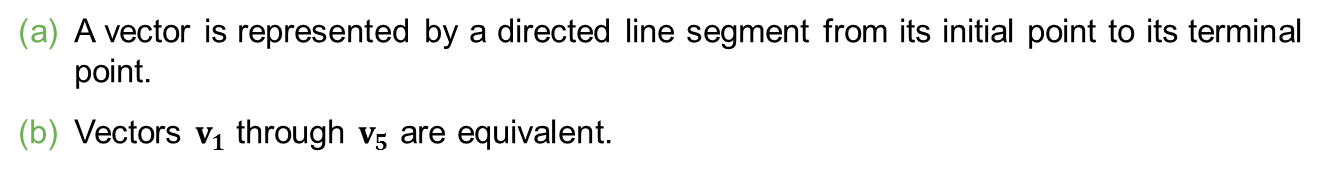 (a) A vector is represented by a directed line segment from its initial point to its terminal
point.
(b) Vectors v₁ through v₅ are equivalent.